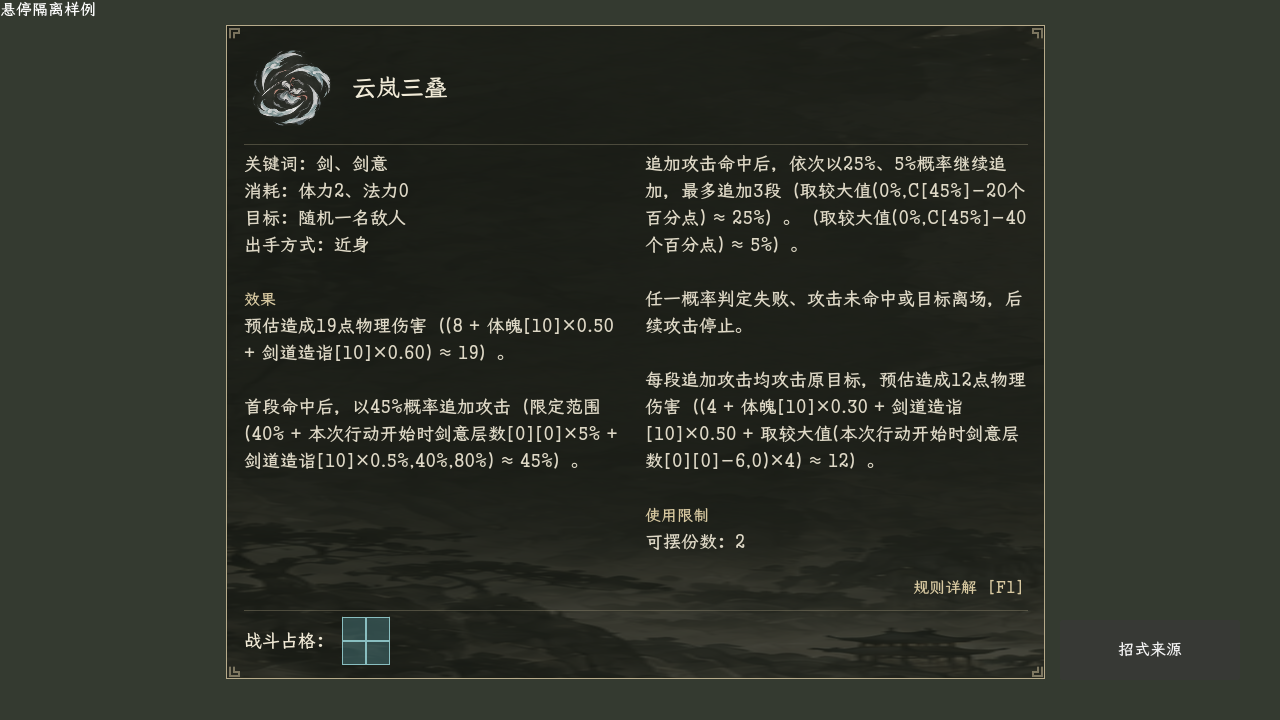 悬停隔离样例
云岚三叠
关键词：剑、剑意
消耗：体力2、法力0
目标：随机一名敌人
出手方式：近身
效果
预估造成19点物理伤害（(8 + 体魄[10]×0.50
+ 剑道造诣[10]×0.60) ≈ 19）。
首段命中后，以45%概率追加攻击（限定范围
(40% + 本次行动开始时剑意层数[0][0]×5% +
剑道造诣[10]×0.5%,40%,80%) ≈ 45%）。
追加攻击命中后，依次以25%、5%概率继续追
加，最多追加3段（取较大值(0%,C[45%]−20个
百分点) ≈ 25%）。（取较大值(0%,C[45%]−40
个百分点) ≈ 5%）。
任一概率判定失败、攻击未命中或目标离场，后
续攻击停止。
每段追加攻击均攻击原目标，预估造成12点物理
伤害（(4 + 体魄[10]×0.30 + 剑道造诣
[10]×0.50 + 取较大值(本次行动开始时剑意层
数[0][0]−6,0)×4) ≈ 12）。
使用限制
可摆份数：2
规则详解 [F1]
战斗占格：
招式来源